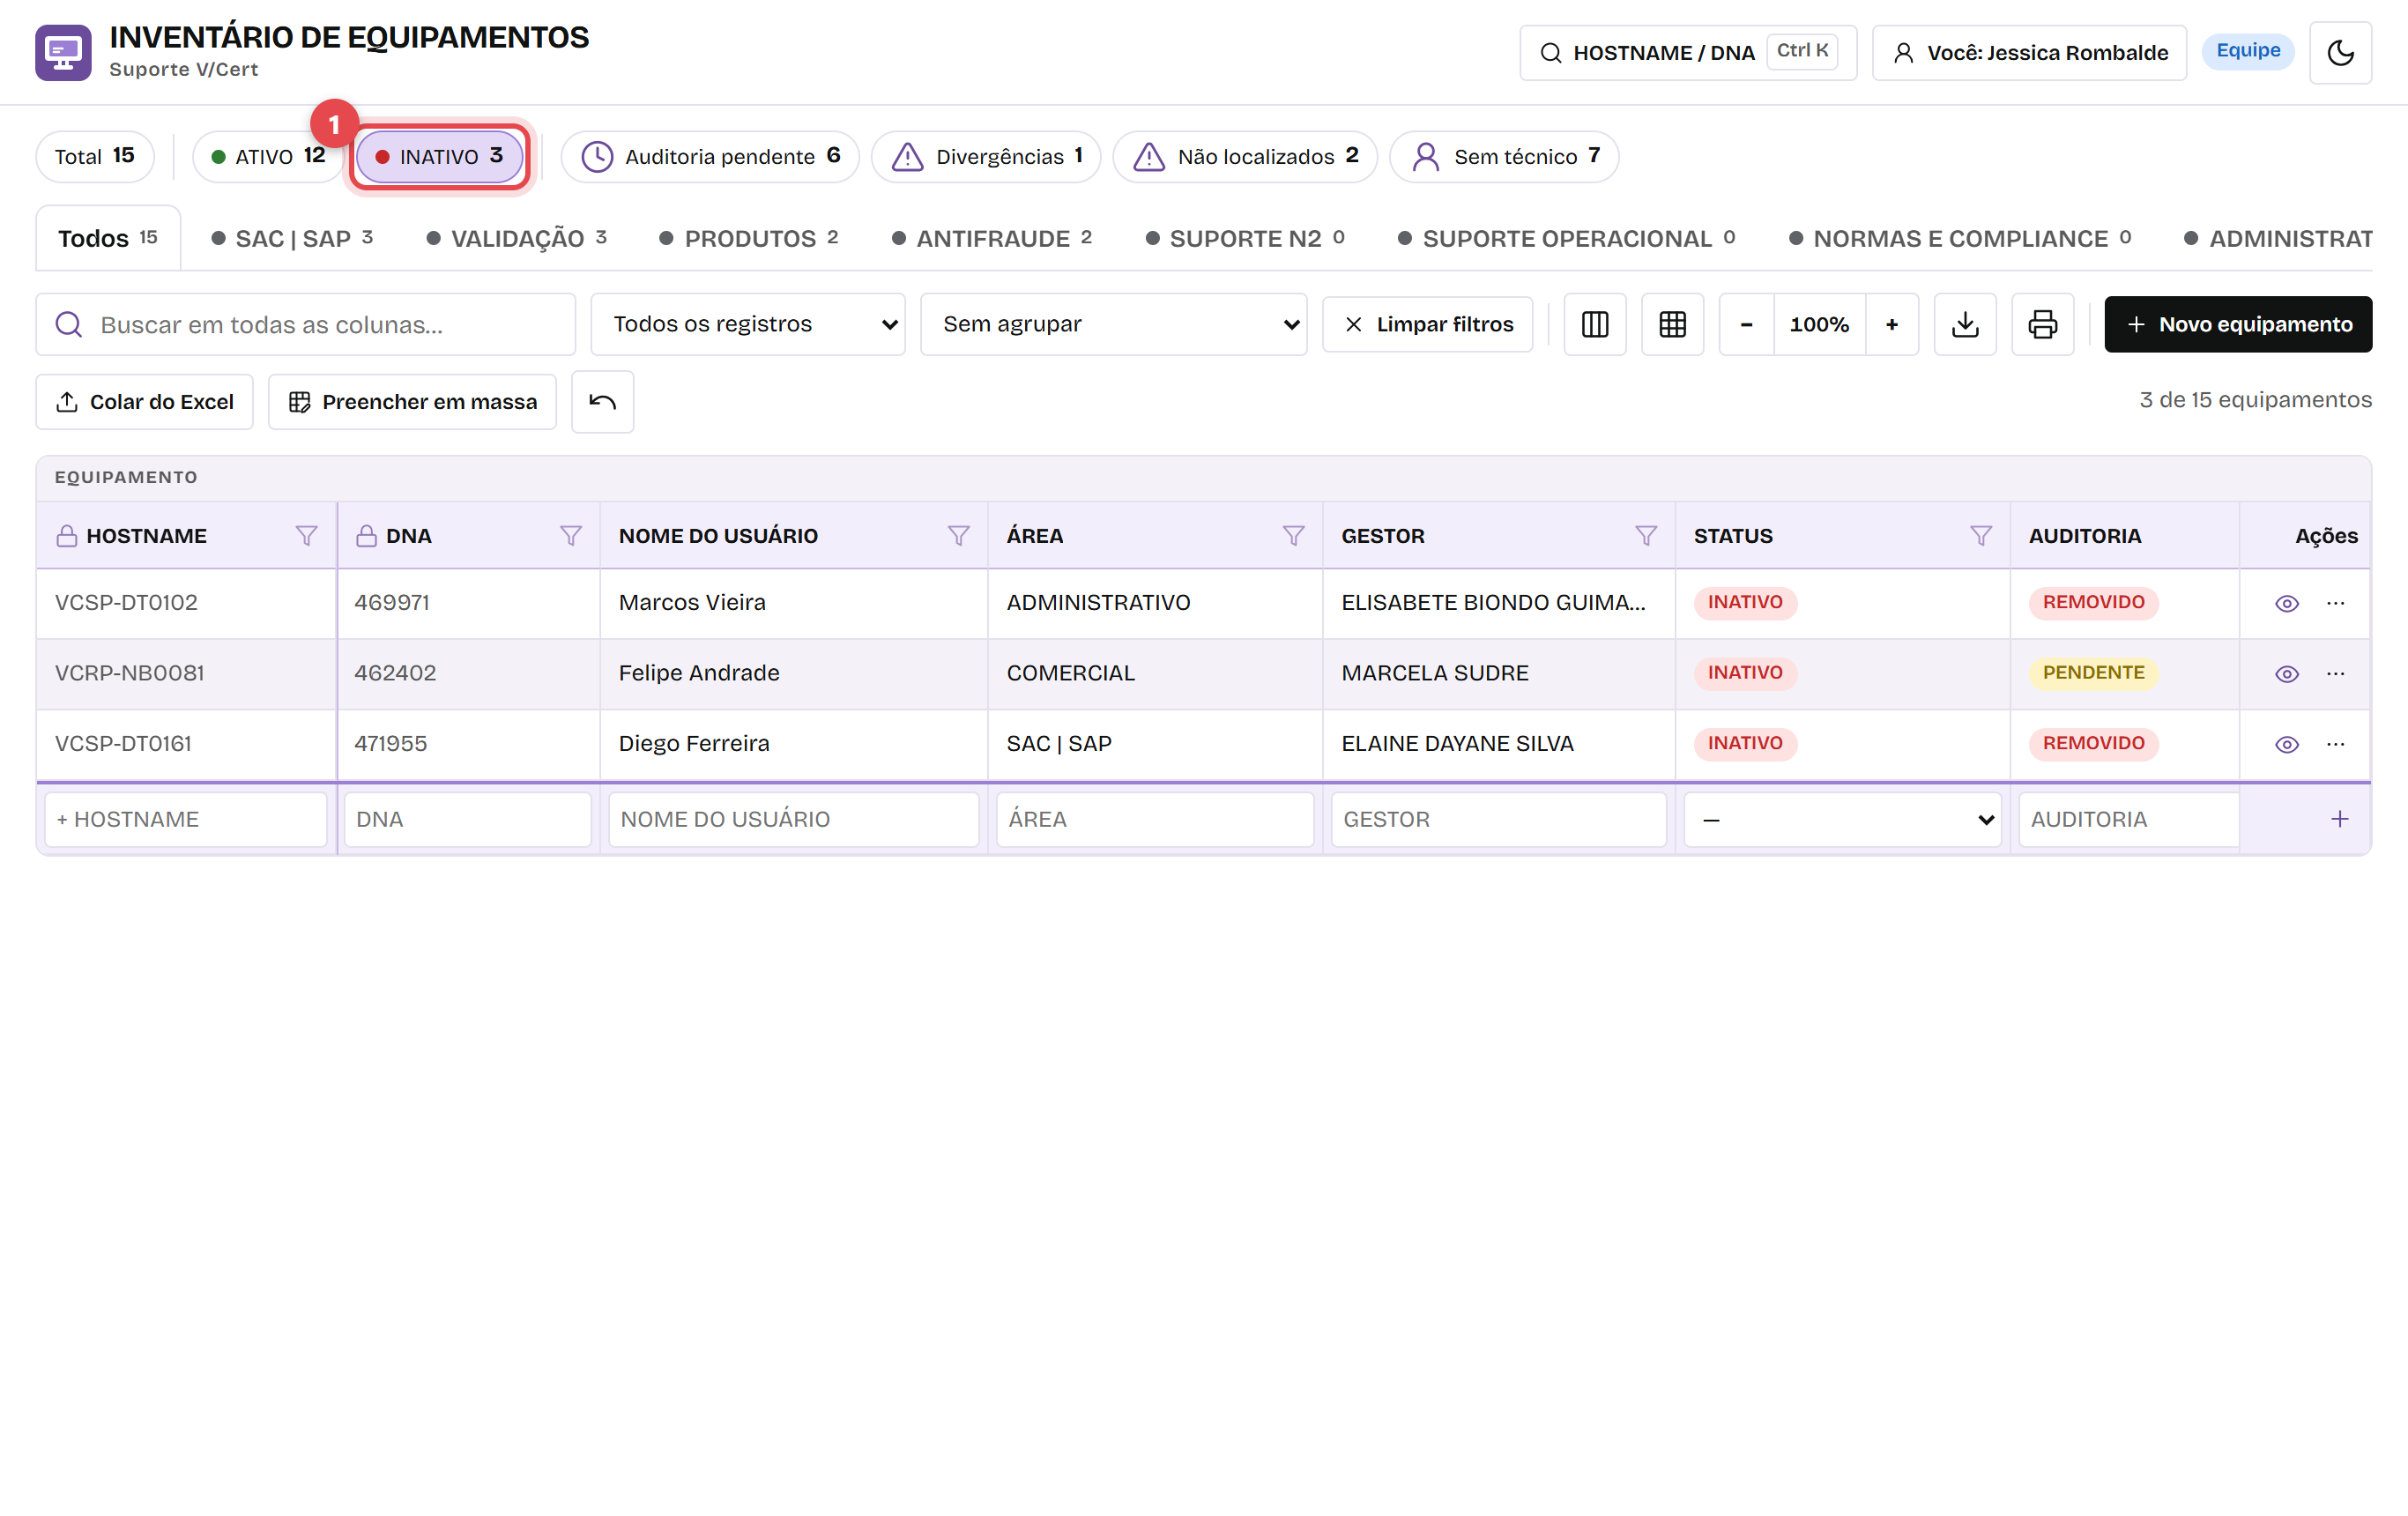 INVENTÁRIO DE EQUIPAMENTOS
Suporte V/Cert
HOSTNAME / DNA Ctrl K
Você: Jessica Rombalde
Equipe
1
Total 15
ATIVO 12
INATIVO 3
Auditoria pendente 6
Divergências 1
Não localizados 2
Sem técnico 7
Todos 15
SAC | SAP 3
VALIDAÇÃO 3
PRODUTOS 2
ANTIFRAUDE 2
SUPORTE N2 0
SUPORTE OPERACIONAL 0
NORMAS E COMPLIANCE 0
ADMINISTRAT
Buscar em todas as colunas...
Todos os registros
Sem agrupar
Limpar filtros
− 100% +
+ Novo equipamento
Colar do Excel
Preencher em massa
3 de 15 equipamentos
EQUIPAMENTO
HOSTNAME DNA NOME DO USUÁRIO ÁREA GESTOR STATUS AUDITORIA Ações
VCSP-DT0102 469971 Marcos Vieira ADMINISTRATIVO ELISABETE BIONDO GUIMA... INATIVO REMOVIDO ...
VCRP-NB0081 462402 Felipe Andrade COMERCIAL MARCELA SUDRE INATIVO PENDENTE ...
VCSP-DT0161 471955 Diego Ferreira SAC | SAP ELAINE DAYANE SILVA INATIVO REMOVIDO ...
+ HOSTNAME DNA NOME DO USUÁRIO ÁREA GESTOR — AUDITORIA +